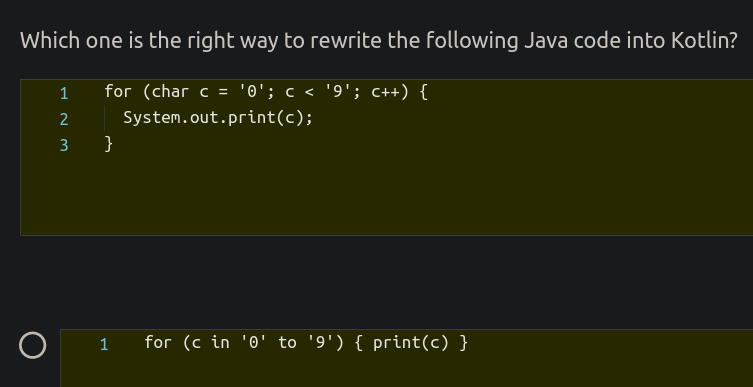 Which one is the right way to rewrite the following Java code into Kotlin?
1 for (char c = '0'; c < '9'; c++) {
2 System.out.print(c);
3 }
1 for (c in '0' to '9') { print(c) }